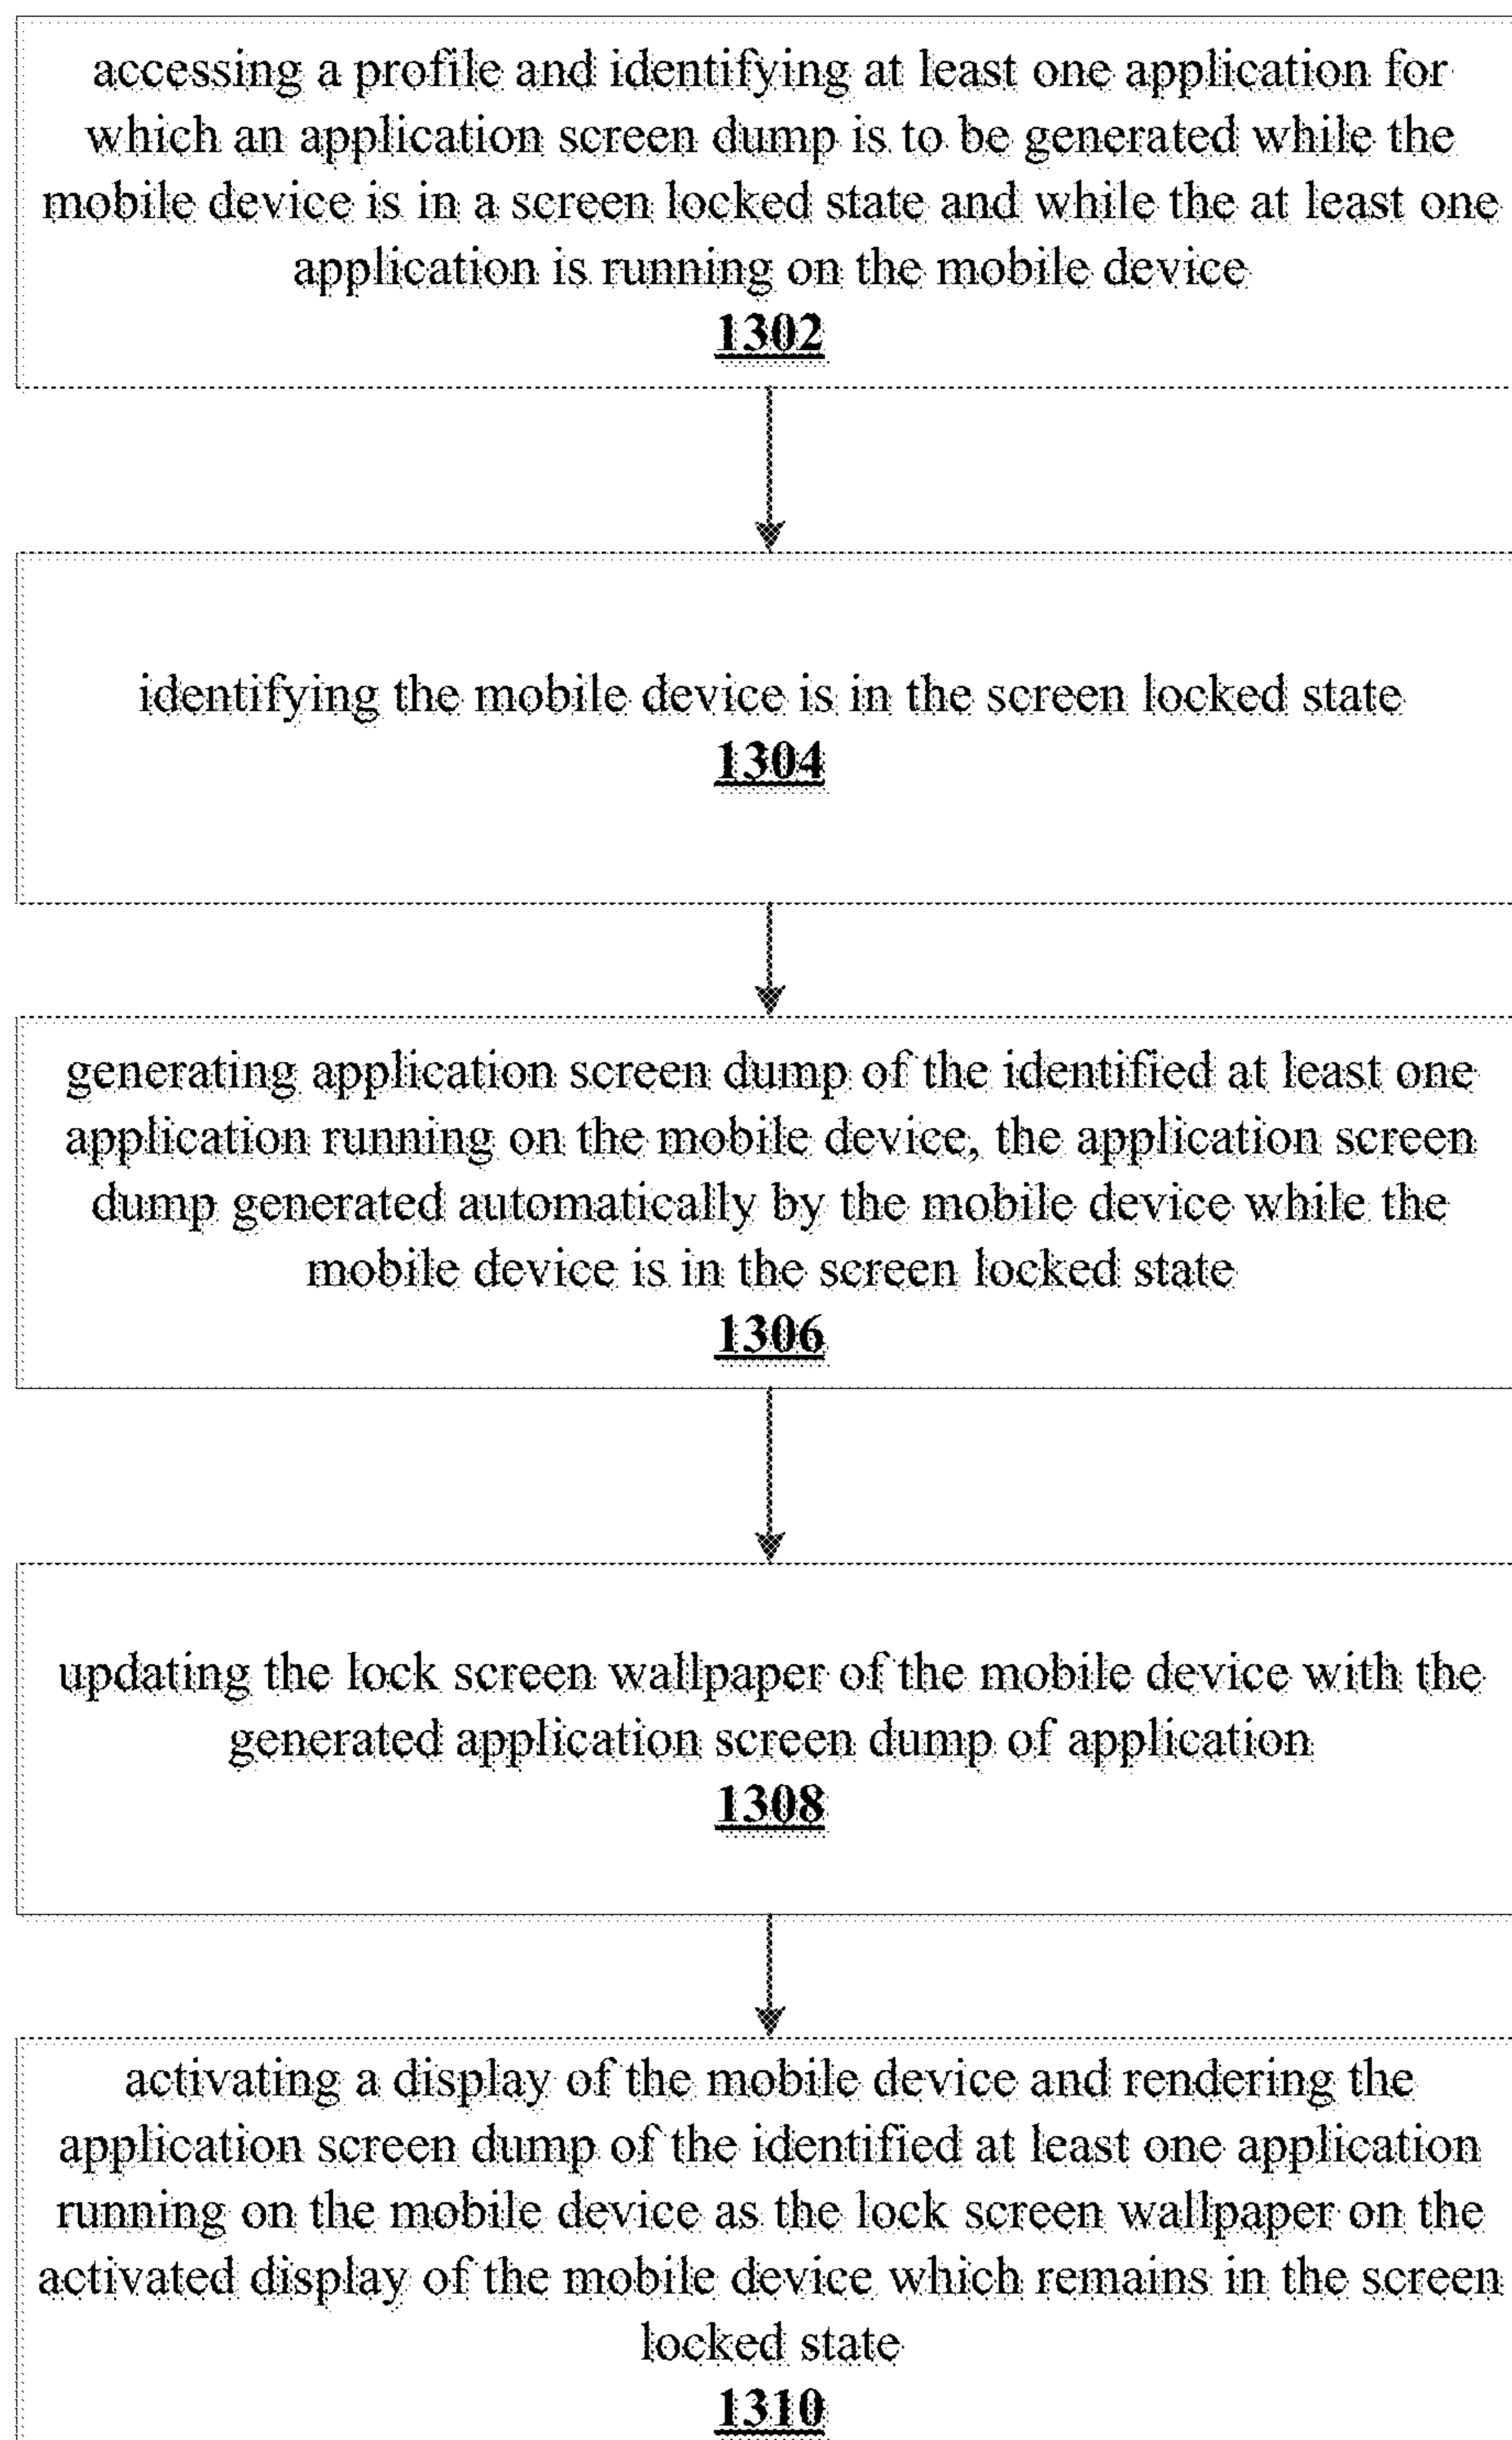 accessing a profile and identifying at least one application for
which an application screen dump is to be generated while the
mobile device is in a screen locked state and while the at least one
application is running on the mobile device
1302
identifying the mobile device is in the screen locked state
1304
generating application screen dump of the identified at least one
application running on the mobile device, the application screen
dump generated automatically by the mobile device while the
mobile device is in the screen locked state
1306
updating the lock screen wallpaper of the mobile device with the
generated application screen dump of application
1308
activating a display of the mobile device and rendering the
application screen dump of the identified at least one application
running on the mobile device as the lock screen wallpaper on the
activated display of the mobile device which remains in the screen
locked state
1310